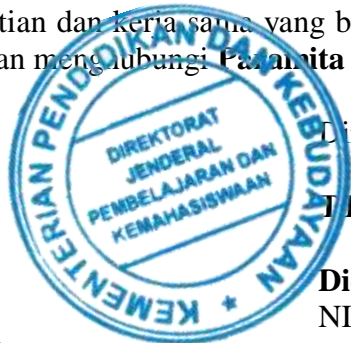 tian dan kerja sama yang b
an menghubungi Paramita
Di
KEMENTERIAN PENDIDIKAN DAN KEBUDAYAAN
DIREKTORAT
JENDERAL
PEMBELAJARAN DAN
KEMAHASISWAAN
*
Di
NI